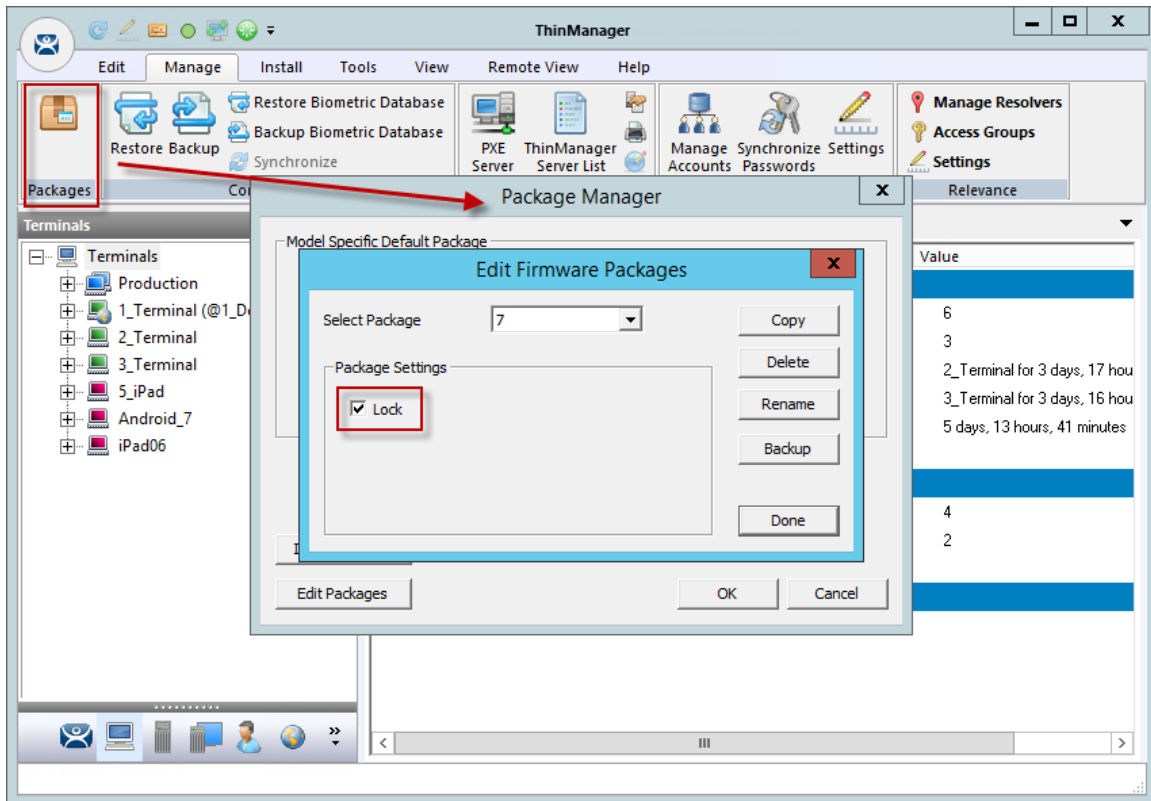 ThinManager
Edit Manage Install Tools View Remote View Help
Packages
Restore Backup
Restore Biometric Database
Backup Biometric Database
Synchronize
PXE Server
ThinManager Server List
Manage Accounts
Synchronize Passwords
Settings
Manage Resolvers
Access Groups
Settings
Relevance
Package Manager
Model Specific Default Package
Edit Firmware Packages
Select Package 7
Copy
Package Settings
Delete
Lock
Rename
Backup
Done
Edit Packages
OK Cancel
Terminals
Terminals
Production
1_Terminal (@1_D
2_Terminal
3_Terminal
5_iPad
Android_7
iPad06
Value
6
3
2_Terminal for 3 days, 17 hou
3_Terminal for 3 days, 16 hou
5 days, 13 hours, 41 minutes
4
2